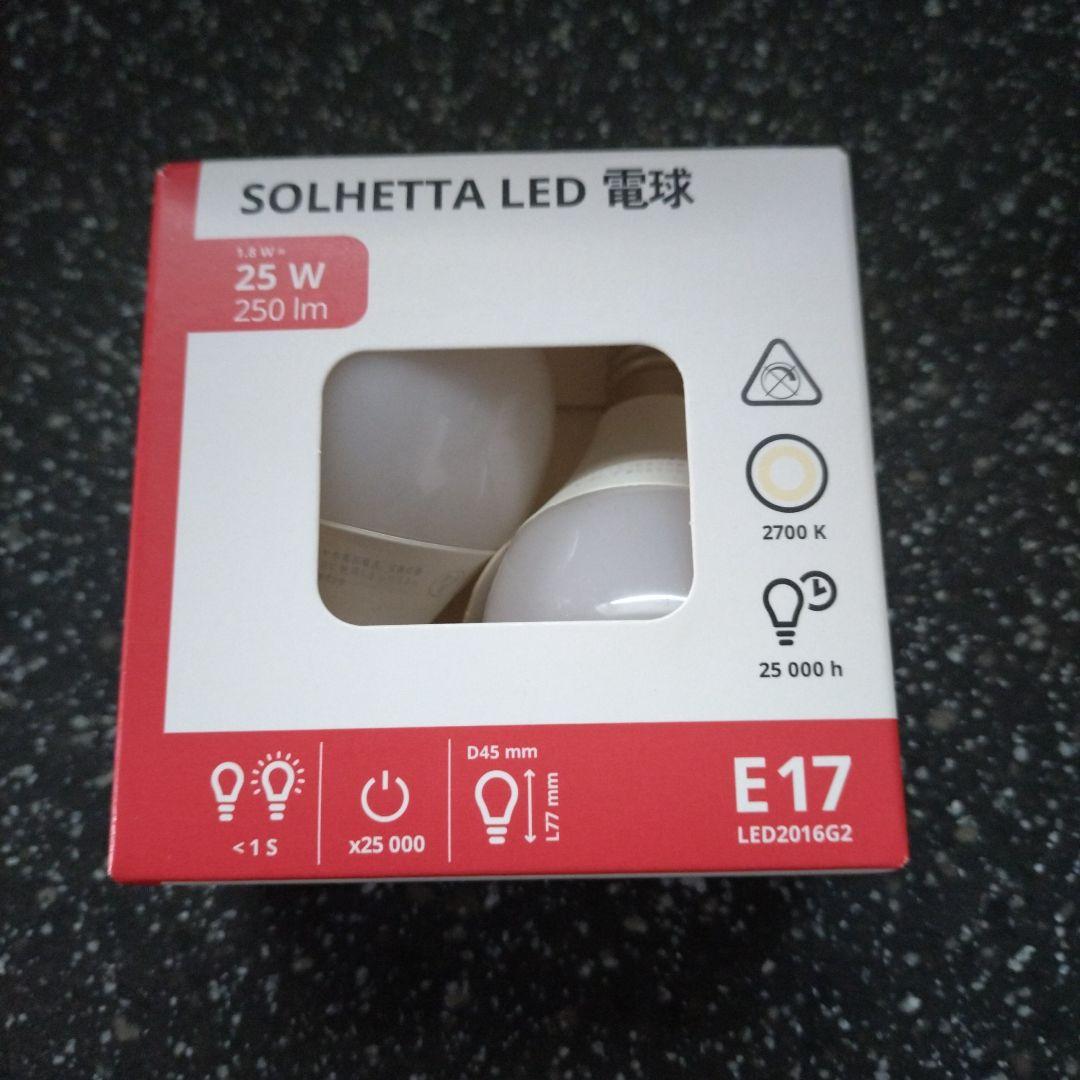 SOLHETTA LED 電球
1.8 W =
25 W
250 lm
2700 K
25 000 h
< 1 S
x25 000
D45 mm
L77 mm
E17
LED2016G2